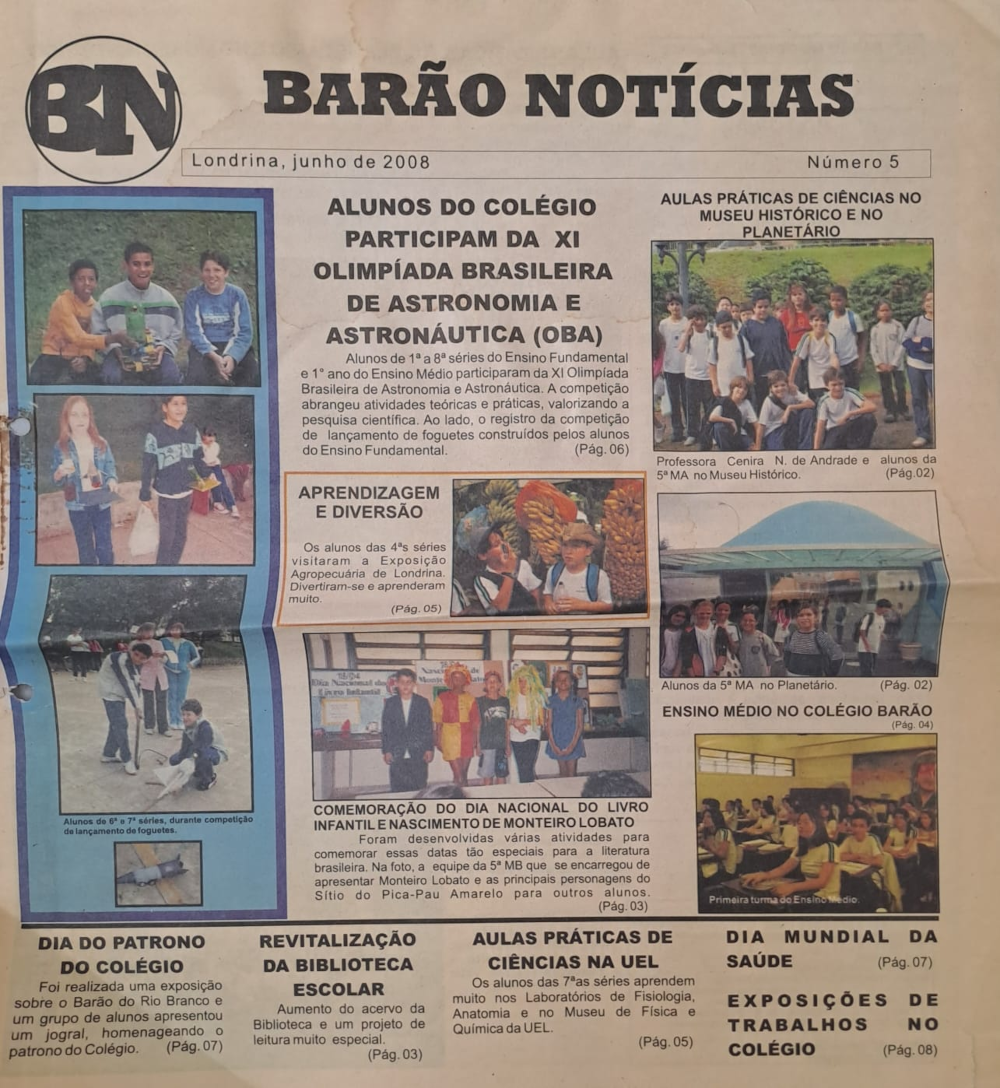 BN
BARÃO NOTÍCIAS
Londrina, junho de 2008
Número 5
Alunos de 6ª e 7ª séries, durante competição
de lançamento de foguetes.
ALUNOS DO COLÉGIO
PARTICIPAM DA XI
OLIMPÍADA BRASILEIRA
DE ASTRONOMIA E
ASTRONÁUTICA (OBA)
Alunos de 1ª a 8ª séries do Ensino Fundamental
e 1° ano do Ensino Médio participaram da XI Olimpíada
Brasileira de Astronomia e Astronáutica. A competição
abrangeu atividades teóricas e práticas, valorizando a
pesquisa científica. Ao lado, o registro da competição
de lançamento de foguetes construídos pelos alunos
do Ensino Fundamental. (Pág. 06)
APRENDIZAGEM
E DIVERSÃO
Os alunos das 4ªs séries
visitaram a Exposição
Agropecuária de Londrina.
Divertiram-se e aprenderam
muito.
(Pág. 05)
18/04
Dia Nacional do
Livro Infantil
18/04
COMEMORAÇÃO DO DIA NACIONAL DO LIVRO
INFANTIL E NASCIMENTO DE MONTEIRO LOBATO
Foram desenvolvidas várias atividades para
comemorar essas datas tão especiais para a literatura
brasileira. Na foto, a equipe da 5ª MB que se encarregou de
apresentar Monteiro Lobato e as principais personagens do
Sítio do Pica-Pau Amarelo para outros alunos.
(Pág. 03)
AULAS PRÁTICAS DE CIÊNCIAS NO
MUSEU HISTÓRICO E NO
PLANETÁRIO
Professora Cenira N. de Andrade e alunos da
5ª MA no Museu Histórico. (Pág.02)
Alunos da 5ª MA no Planetário. (Pág. 02)
ENSINO MÉDIO NO COLÉGIO BARÃO
(Pág. 04)
Primeira turma do Ensino Médio.
DIA DO PATRONO
DO COLÉGIO
Foi realizada uma exposição
sobre o Barão do Rio Branco e
um grupo de alunos apresentou
um jogral, homenageando o
patrono do Colégio. (Pág. 07)
REVITALIZAÇÃO
DA BIBLIOTECA
ESCOLAR
Aumento do acervo da
Biblioteca e um projeto de
leitura muito especial.
(Pág. 03)
AULAS PRÁTICAS DE
CIÊNCIAS NA UEL
Os alunos das 7ªas séries aprendem
muito nos Laboratórios de Fisiologia,
Anatomia e no Museu de Física e
Química da UEL.
(Pág. 05)
DIA MUNDIAL DA
SAÚDE (Pág. 07)
EXPOSIÇÕES DE
TRABALHOS NO
COLÉGIO (Pág. 08)